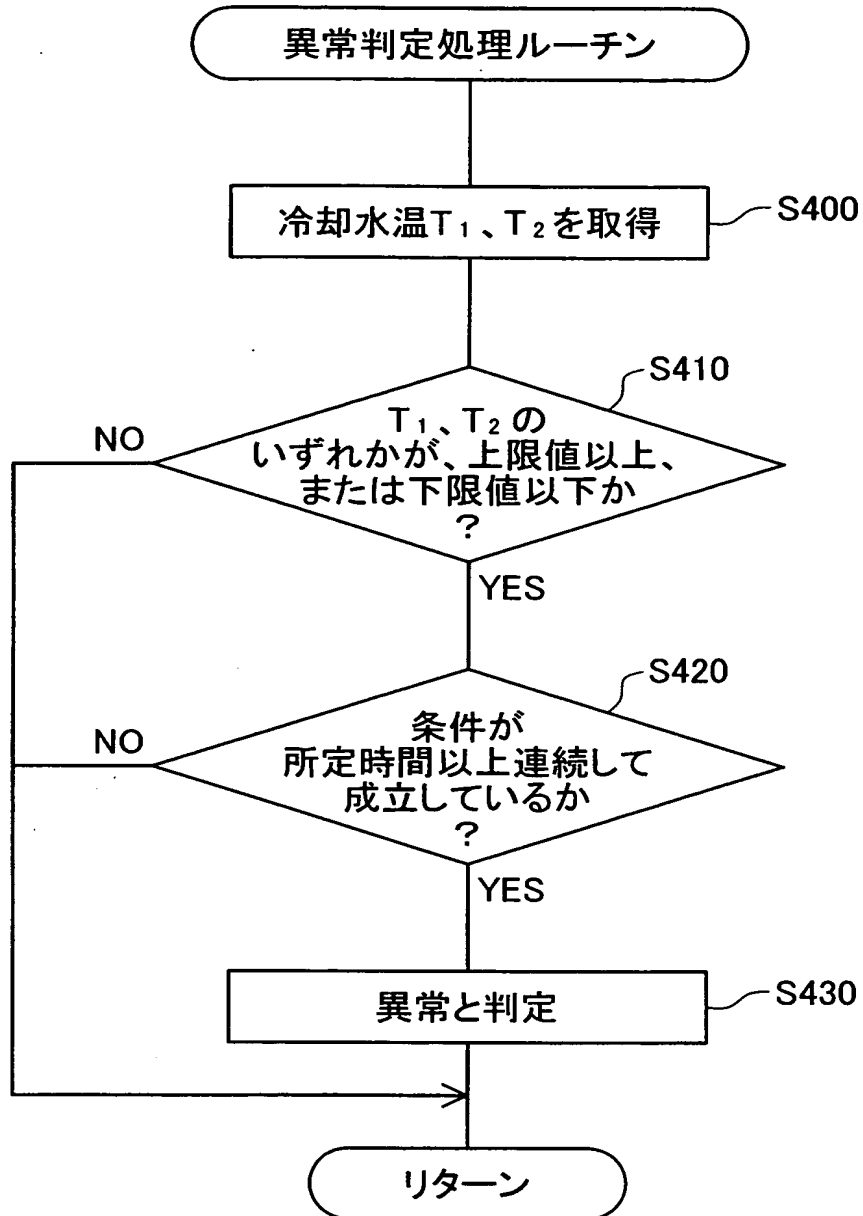 異常判定処理ルーチン
冷却水温T₁、T₂を取得
S400
S410
T₁、T₂の
いずれかが、上限値以上、
または下限値以下か
?
NO
YES
S420
条件が
所定時間以上連続して
成立しているか
?
NO
YES
異常と判定
S430
リターン